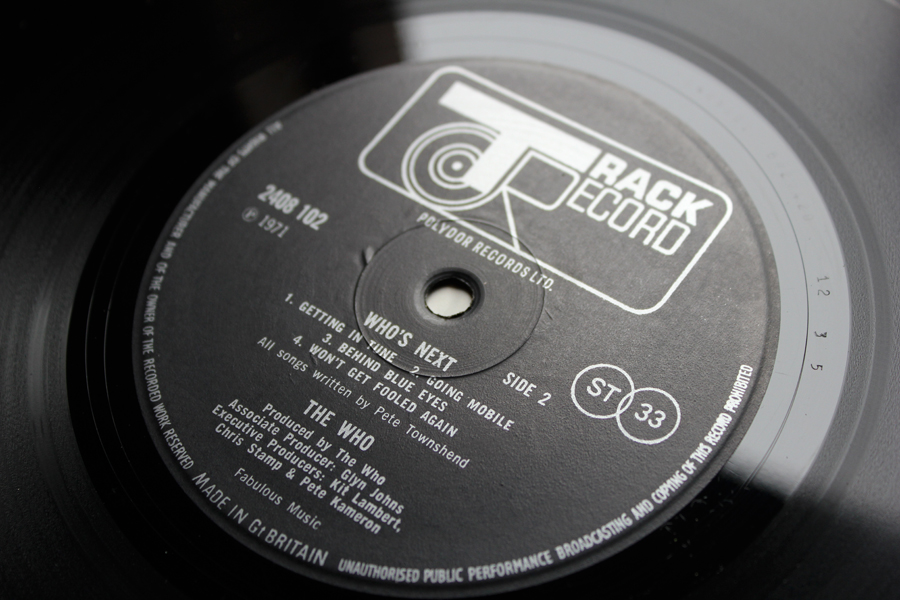 TRACK
RECORD
POLYDOR RECORDS LTD.
2408 102
℗ 1971
WHO'S NEXT
SIDE 2
ST 33
1. GETTING IN TUNE 2. GOING MOBILE
3. BEHIND BLUE EYES
4. WON'T GET FOOLED AGAIN
All songs written by Pete Townshend
THE WHO
Produced by The Who
Associate Producer: Glyn Johns
Executive Producers: Kit Lambert,
Chris Stamp & Pete Kameron
Fabulous Music
AND OF THE OWNER OF THE RECORDED WORK RESERVED
MADE IN Gt BRITAIN
UNAUTHORISED PUBLIC PERFORMANCE BROADCASTING AND COPYING OF THIS RECORD PROHIBITED
12 3 5